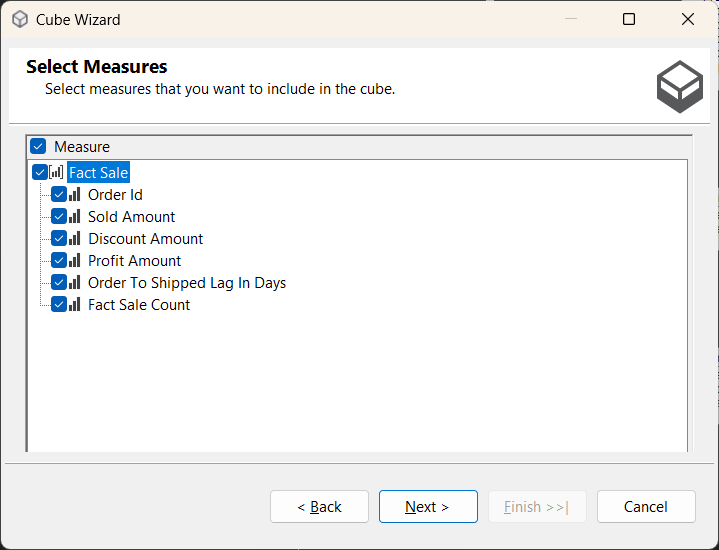 Cube Wizard
Select Measures
Select measures that you want to include in the cube.
Measure
Fact Sale
Order Id
Sold Amount
Discount Amount
Profit Amount
Order To Shipped Lag In Days
Fact Sale Count
< Back
Next >
Finish >>|
Cancel